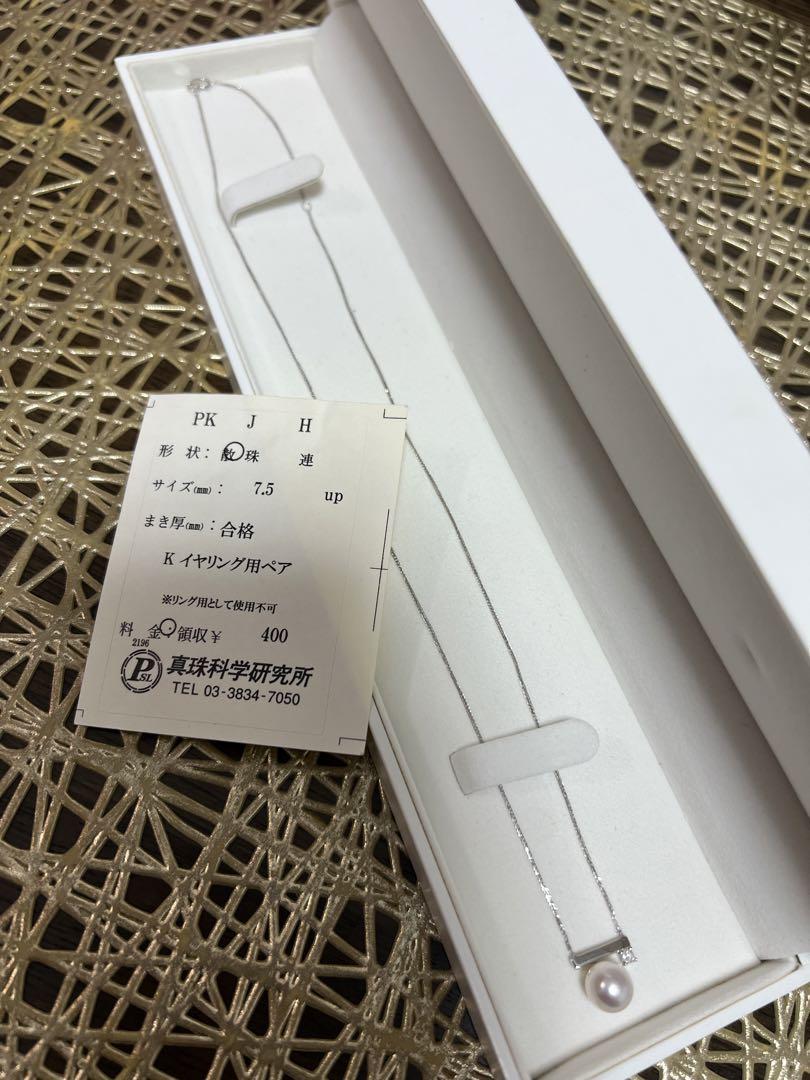 PK J H
形 状： 散 珠 連
サイズ(㎜)： 7.5 up
まき厚(㎜)：合格
K イヤリング用ペア
※リング用として使用不可
料 金・領収￥ 400
2196
PSL 真珠科学研究所
TEL 03-3834-7050